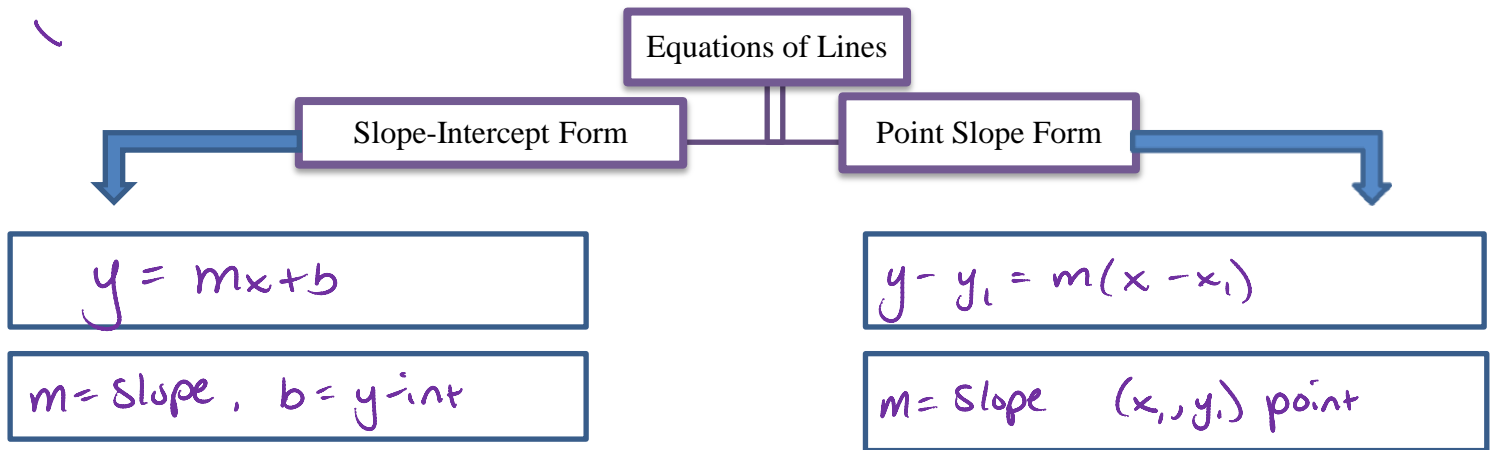 Equations of Lines
Slope-Intercept Form
Point Slope Form
y = mx+b
m = slope, b = y-int
y - y₁ = m(x - x₁)
m = slope (x₁, y₁) point